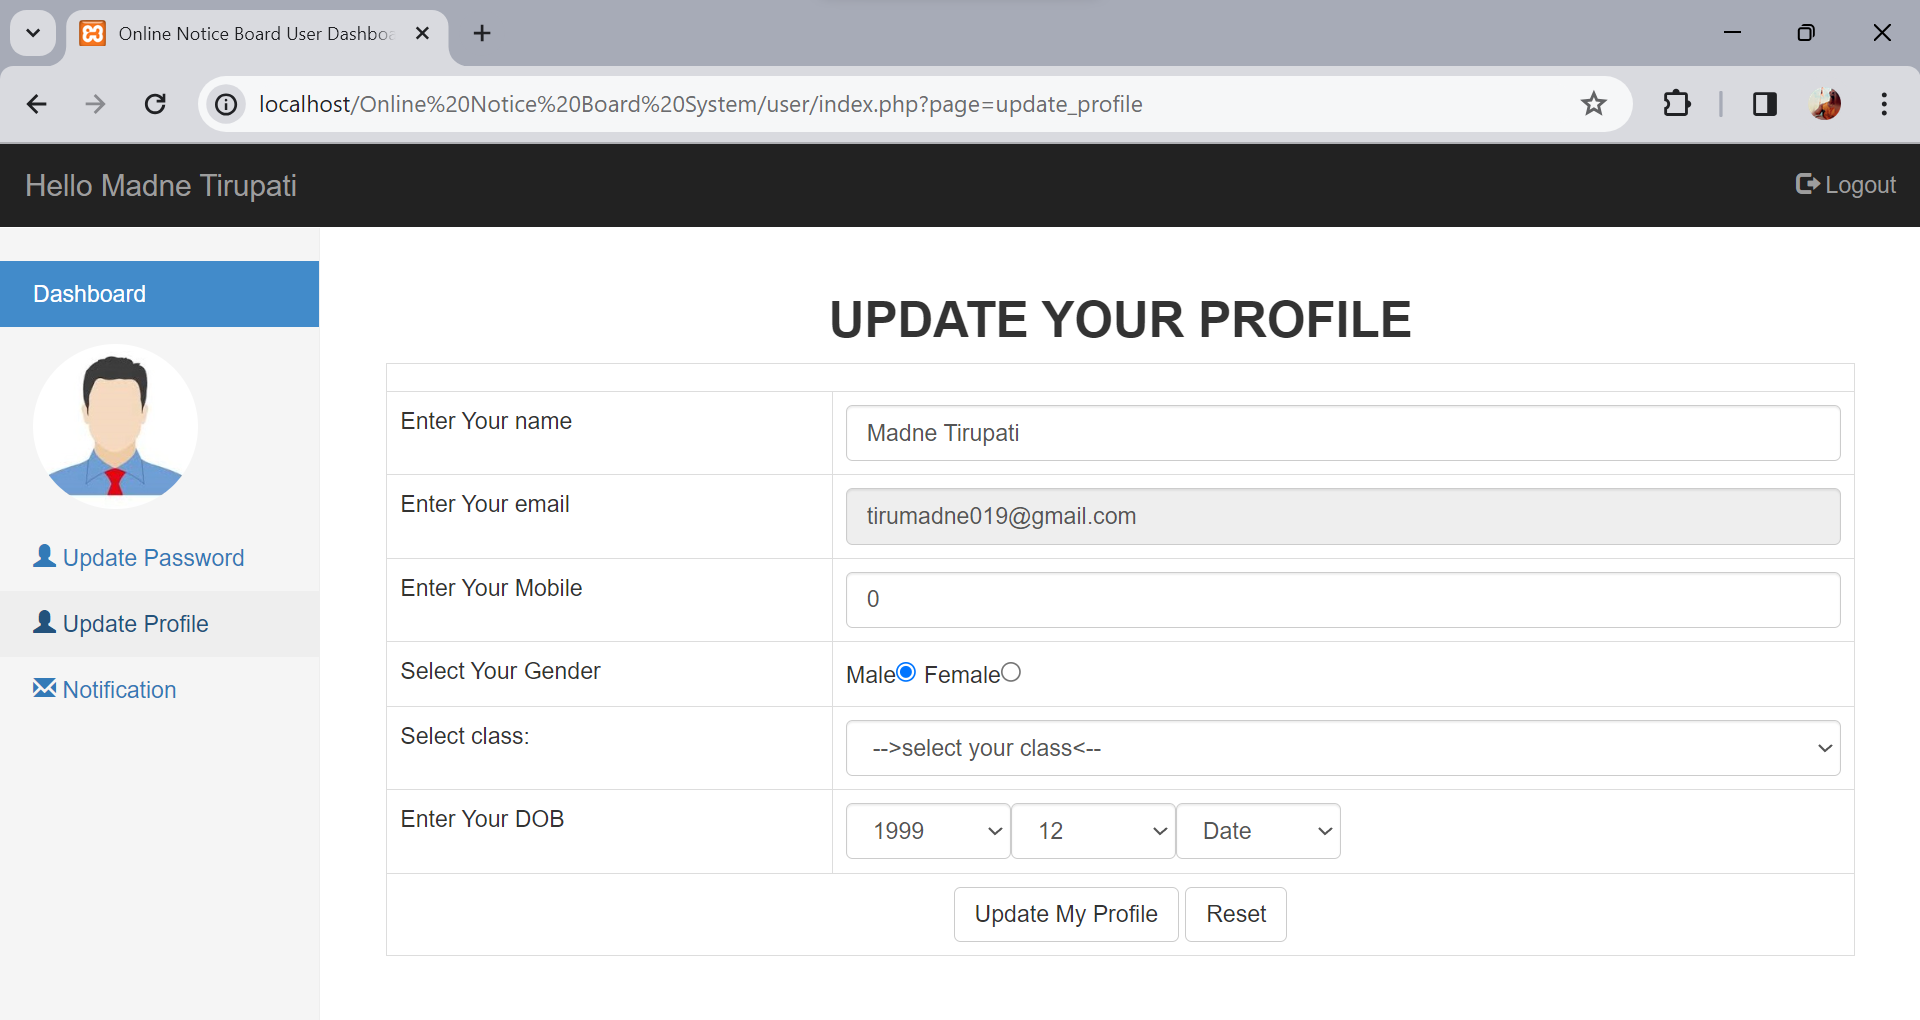 Online Notice Board User Dashboa
localhost/Online%20Notice%20Board%20System/user/index.php?page=update_profile
Hello Madne Tirupati
Logout
Dashboard
Update Password
Update Profile
Notification
UPDATE YOUR PROFILE
Enter Your name
Madne Tirupati
Enter Your email
tirumadne019@gmail.com
Enter Your Mobile
0
Select Your Gender
Male Female
Select class:
-->select your class<--
Enter Your DOB
1999 12 Date
Update My Profile Reset